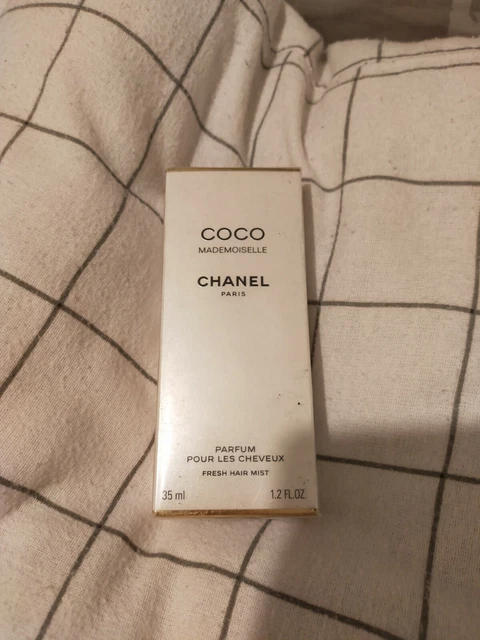 COCO
MADEMOISELLE
CHANEL
PARIS
PARFUM
POUR LES CHEVEUX
FRESH HAIR MIST
35 ml 1.2 FL.OZ.